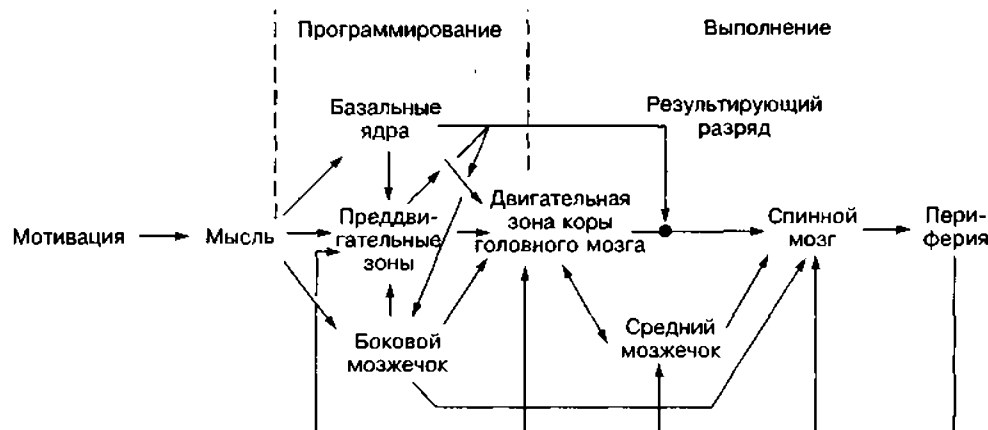 Программирование
Выполнение
Базальные
ядра
Результирующий
разряд
Мотивация
Мысль
Преддви-
гательные
зоны
Двигательная
зона коры
головного мозга
Спинной
мозг
Пери-
ферия
Боковой
мозжечок
Средний
мозжечок